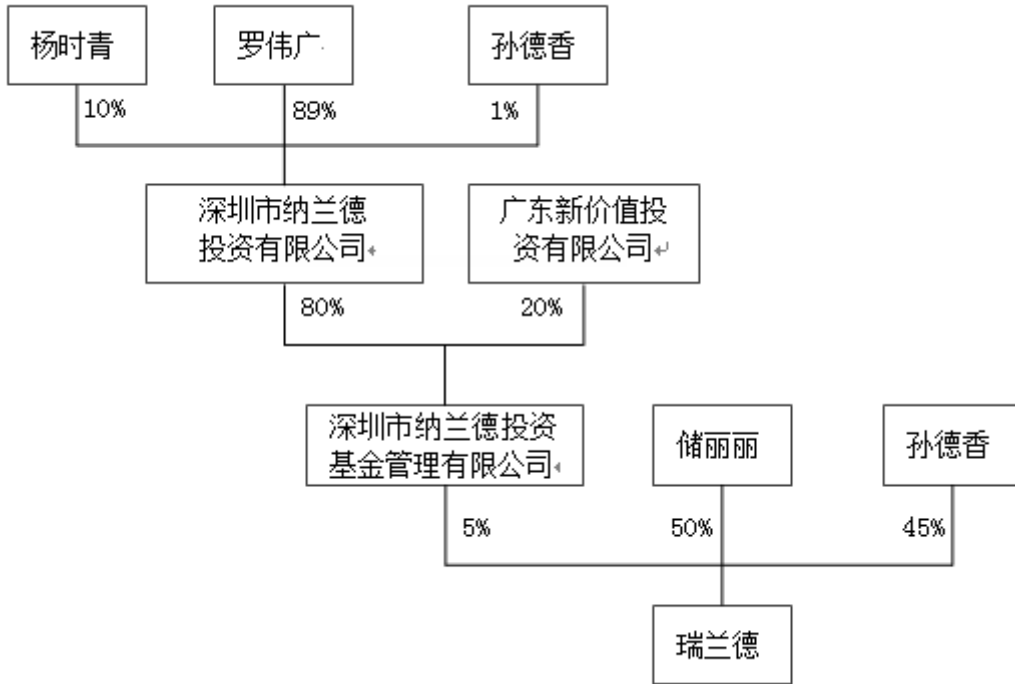 杨时青
罗伟广
孙德香
10%
89%
1%
深圳市纳兰德
投资有限公司
广东新价值投
资有限公司
80%
20%
深圳市纳兰德投资
基金管理有限公司
储丽丽
孙德香
5%
50%
45%
瑞兰德